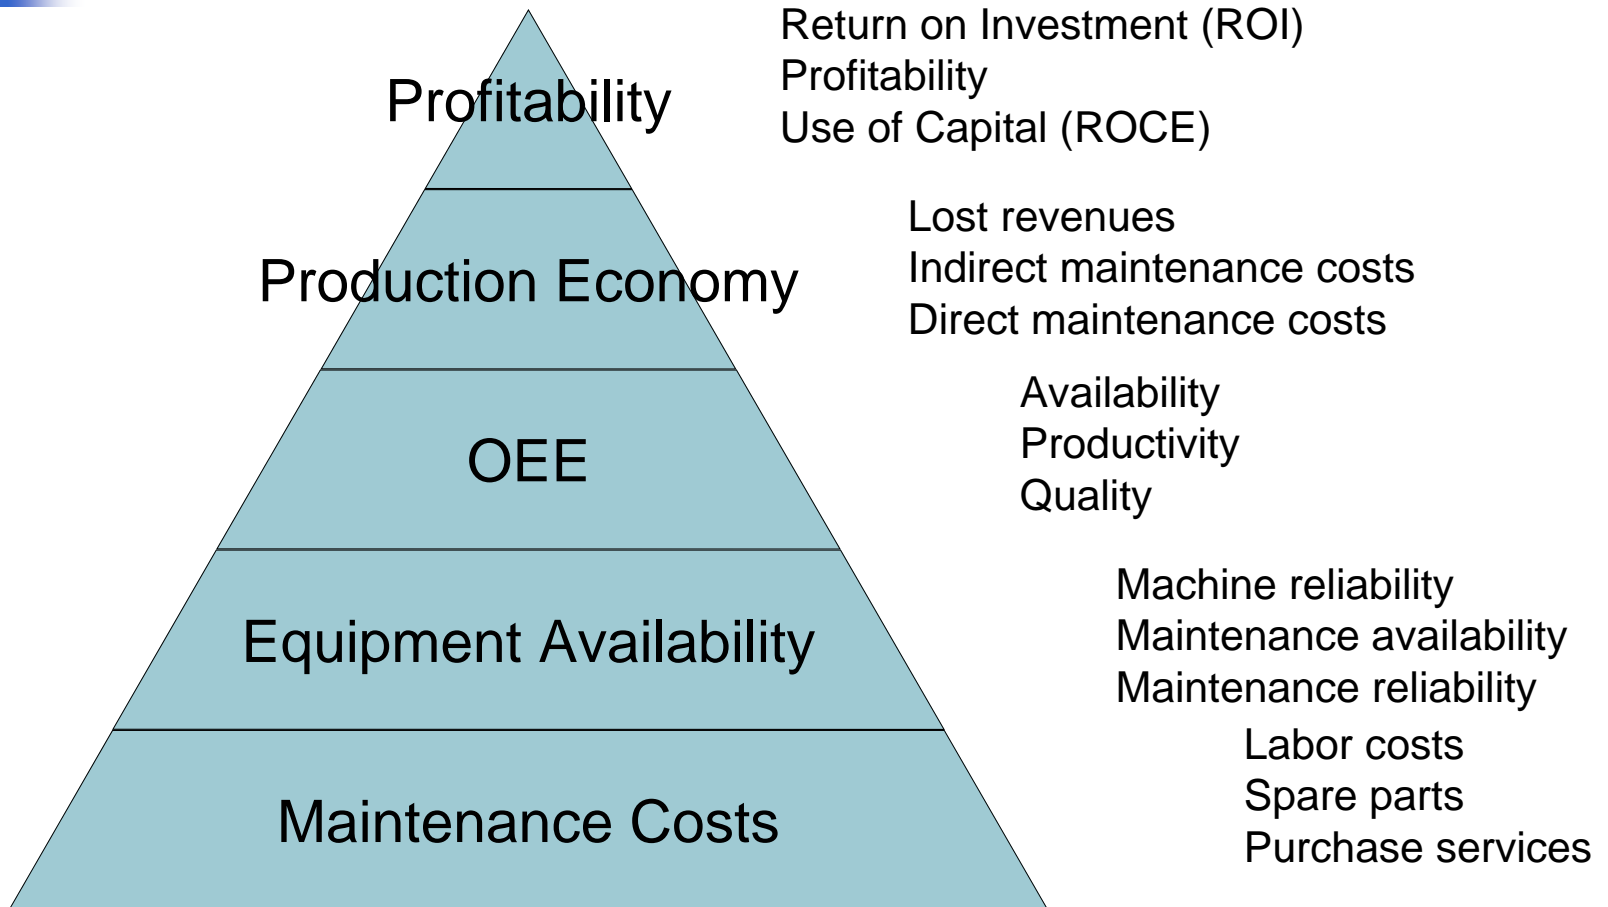 Profitability
Return on Investment (ROI)
Profitability
Use of Capital (ROCE)
Production Economy
Lost revenues
Indirect maintenance costs
Direct maintenance costs
OEE
Availability
Productivity
Quality
Equipment Availability
Machine reliability
Maintenance availability
Maintenance reliability
Maintenance Costs
Labor costs
Spare parts
Purchase services